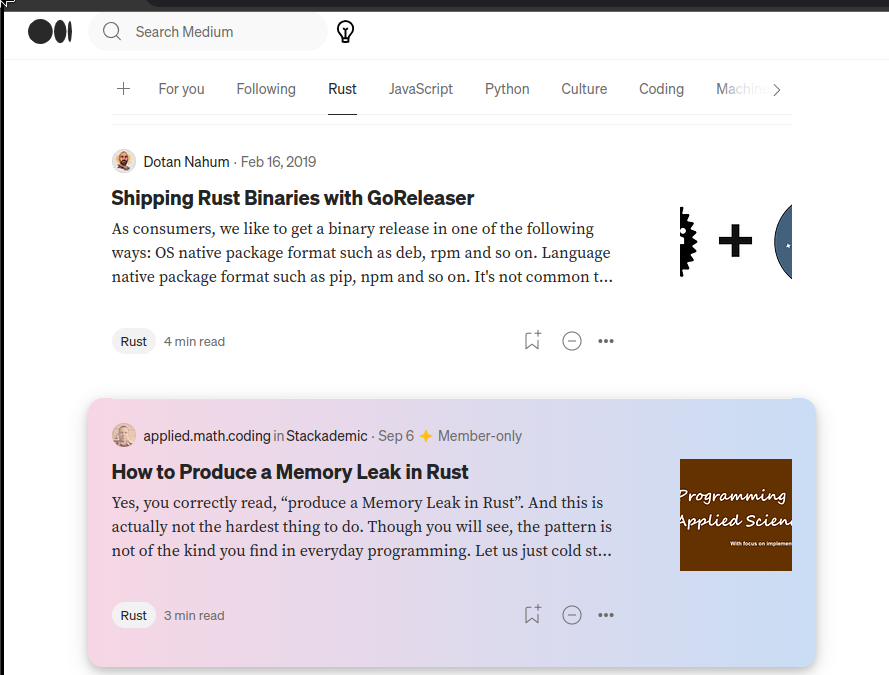 Search Medium
For you Following Rust JavaScript Python Culture Coding Machine
Dotan Nahum · Feb 16, 2019
Shipping Rust Binaries with GoReleaser
As consumers, we like to get a binary release in one of the following
ways: OS native package format such as deb, rpm and so on. Language
native package format such as pip, npm and so on. It's not common t…
Rust 4 min read
applied.math.coding in Stackademic · Sep 6 Member-only
How to Produce a Memory Leak in Rust
Yes, you correctly read, “produce a Memory Leak in Rust”. And this is
actually not the hardest thing to do. Though you will see, the pattern is
not of the kind you find in everyday programming. Let us just cold st…
Programming
Applied Scien
With focus on implemen
Rust 3 min read